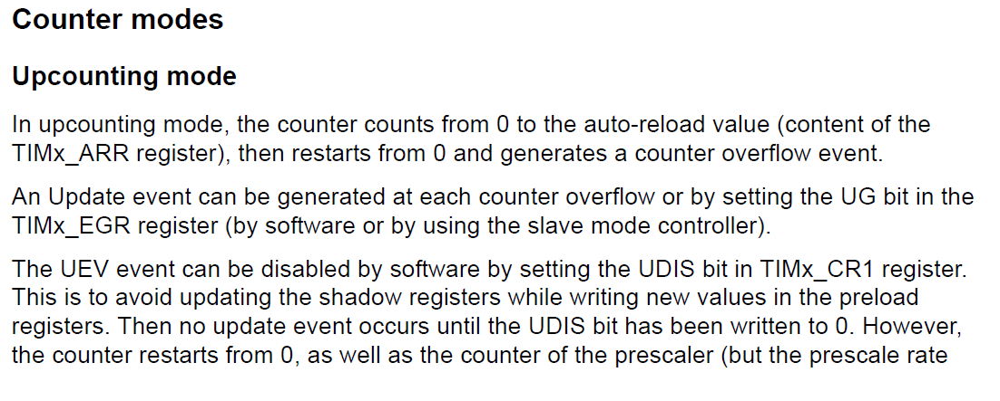 Counter modes
Upcounting mode
In upcounting mode, the counter counts from 0 to the auto-reload value (content of the
TIMx_ARR register), then restarts from 0 and generates a counter overflow event.
An Update event can be generated at each counter overflow or by setting the UG bit in the
TIMx_EGR register (by software or by using the slave mode controller).
The UEV event can be disabled by software by setting the UDIS bit in TIMx_CR1 register.
This is to avoid updating the shadow registers while writing new values in the preload
registers. Then no update event occurs until the UDIS bit has been written to 0. However,
the counter restarts from 0, as well as the counter of the prescaler (but the prescale rate